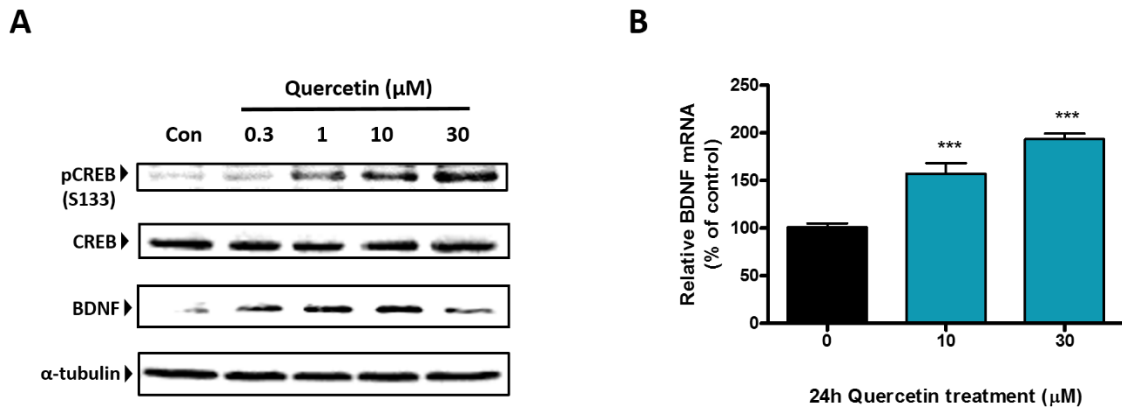 A
Quercetin (μM)
Con 0.3 1 10 30
pCREB
(S133)
CREB
BDNF
α-tubulin
B
Relative BDNF mRNA
(% of control)
250
200
150
100
50
0
***
***
0 10 30
24h Quercetin treatment (μM)